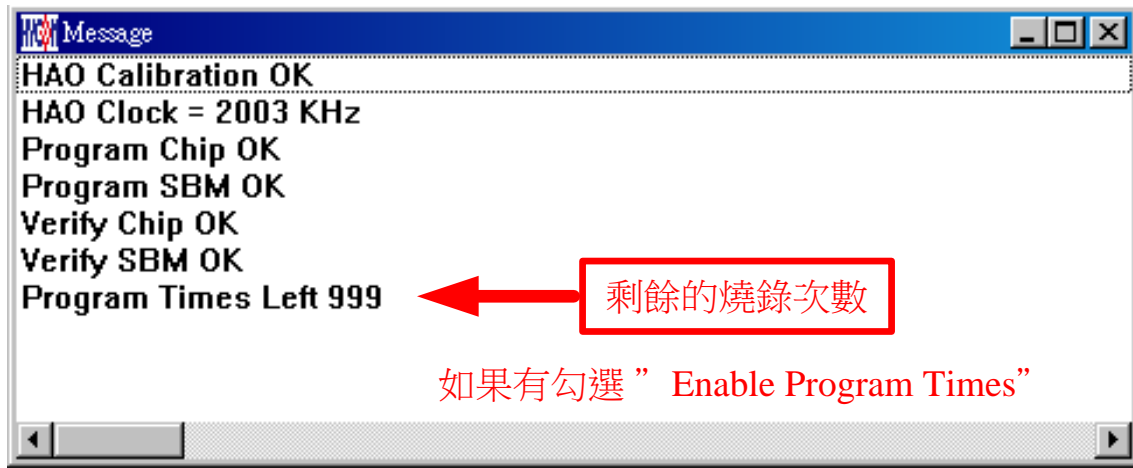 Message
HAO Calibration OK
HAO Clock = 2003 KHz
Program Chip OK
Program SBM OK
Verify Chip OK
Verify SBM OK
Program Times Left 999
剩餘的燒錄次數
如果有勾選 ” Enable Program Times”